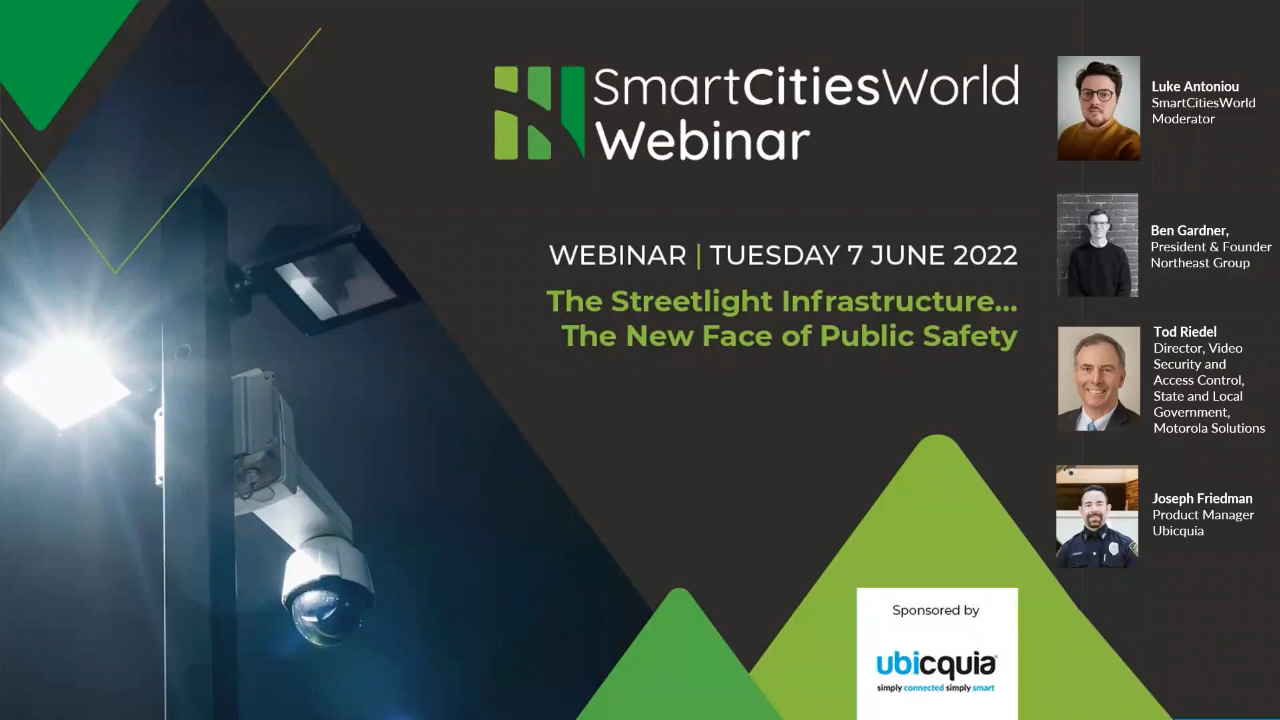 SmartCitiesWorld
Webinar
WEBINAR | TUESDAY 7 JUNE 2022
The Streetlight Infrastructure...
The New Face of Public Safety
Luke Antoniou
SmartCitiesWorld
Moderator
Ben Gardner,
President & Founder
Northeast Group
Tod Riedel
Director, Video
Security and
Access Control,
State and Local
Government,
Motorola Solutions
Joseph Friedman
Product Manager
Ubicquia
Sponsored by
ubicquia
simply connected simply smart